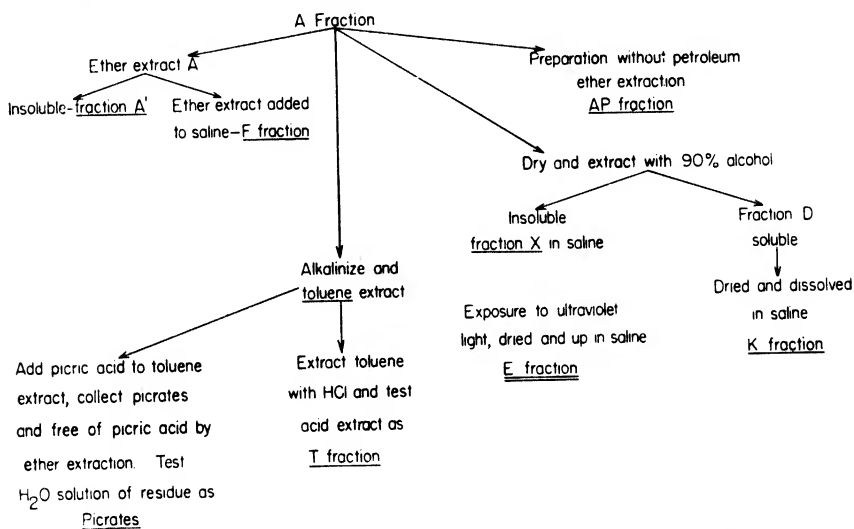 A Fraction
Ether extract A
Insoluble-fraction A'
Ether extract added
to saline-F fraction
Preparation without petroleum
ether extraction
AP fraction
Dry and extract with 90% alcohol
Insoluble
fraction X in saline
Fraction D
soluble
Dried and dissolved
in saline
K fraction
Exposure to ultraviolet
light, dried and up in saline
E fraction
Alkalinize and
toluene extract
Add picric acid to toluene
extract, collect picrates
and free of picric acid by
ether extraction. Test
H2O solution of residue as
Picrates
Extract toluene
with HCl and test
acid extract as
T fraction